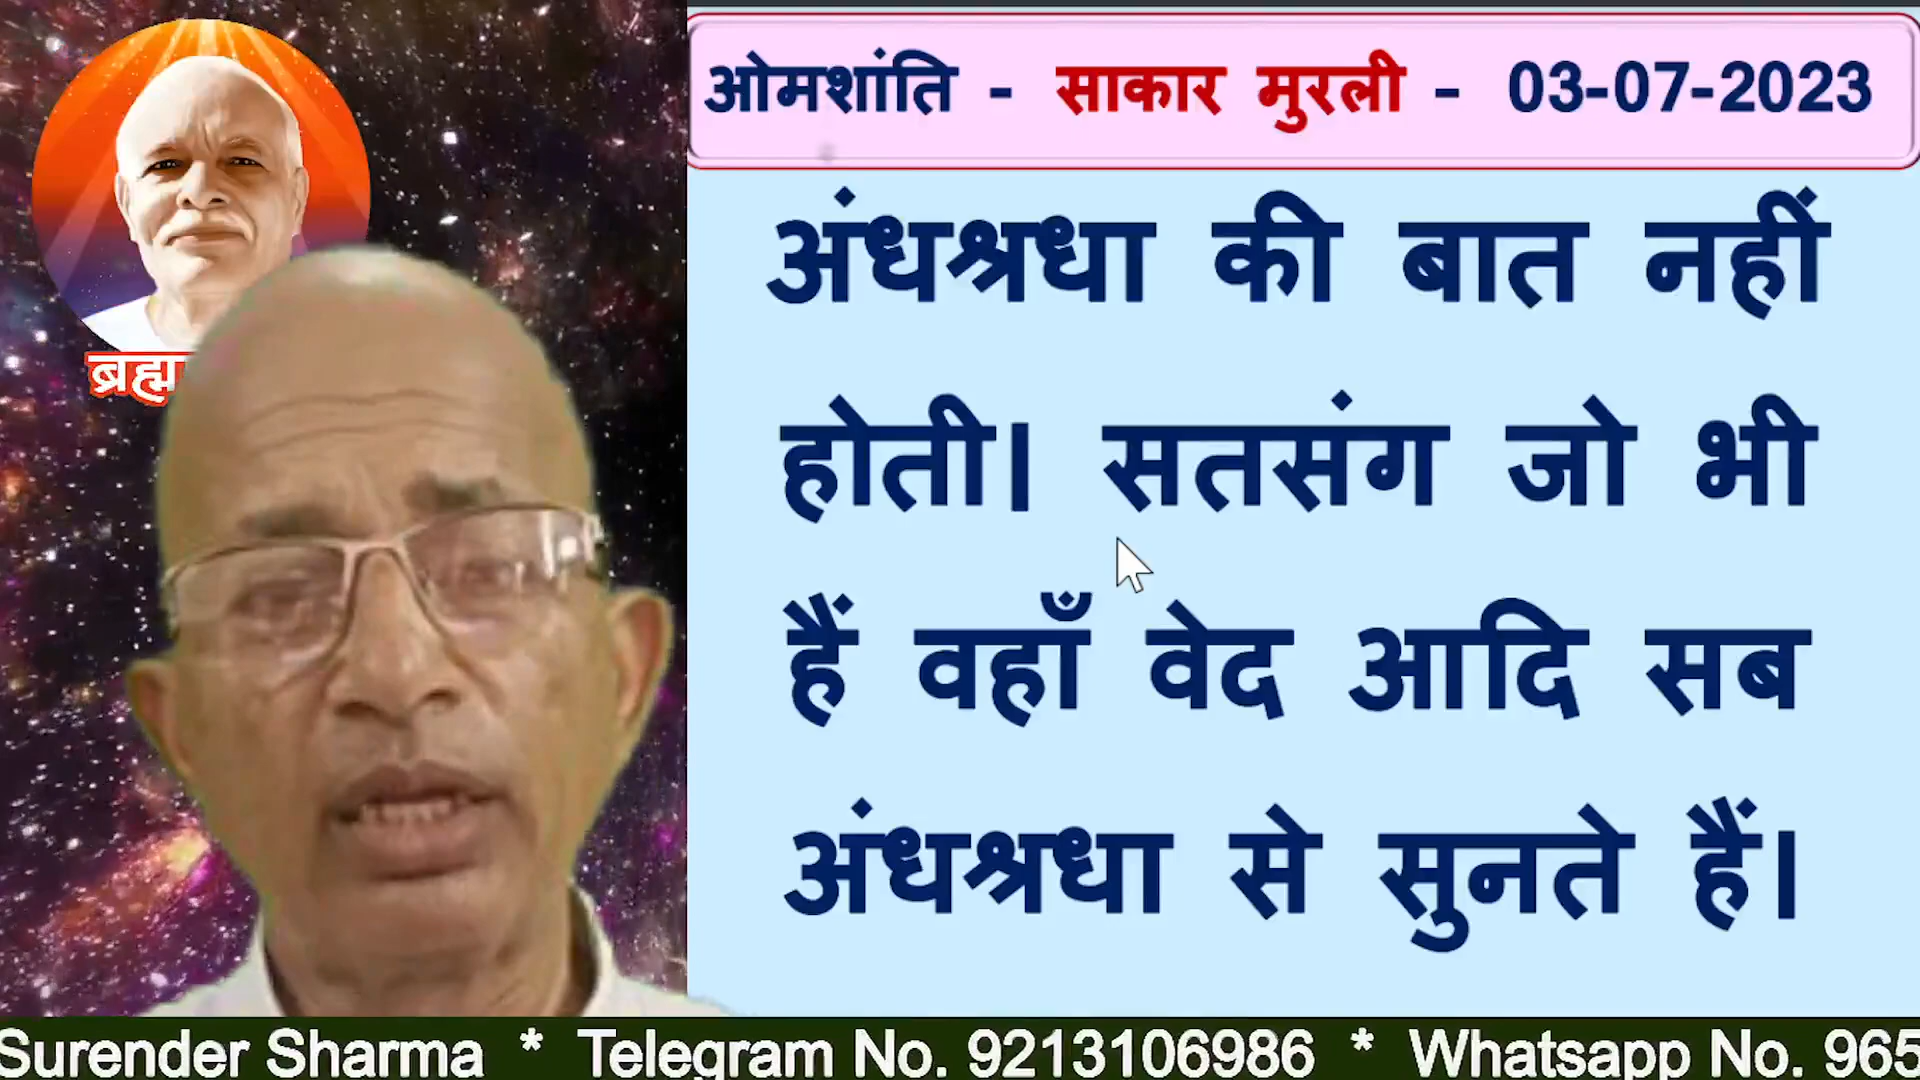 ओमशांति - साकार मुरली - 03-07-2023
अंधश्रधा की बात नहीं
होती। सतसंग जो भी
हैं वहाँ वेद आदि सब
अंधश्रधा से सुनते हैं।
Surender Sharma * Telegram No. 9213106986 * Whatsapp No. 965